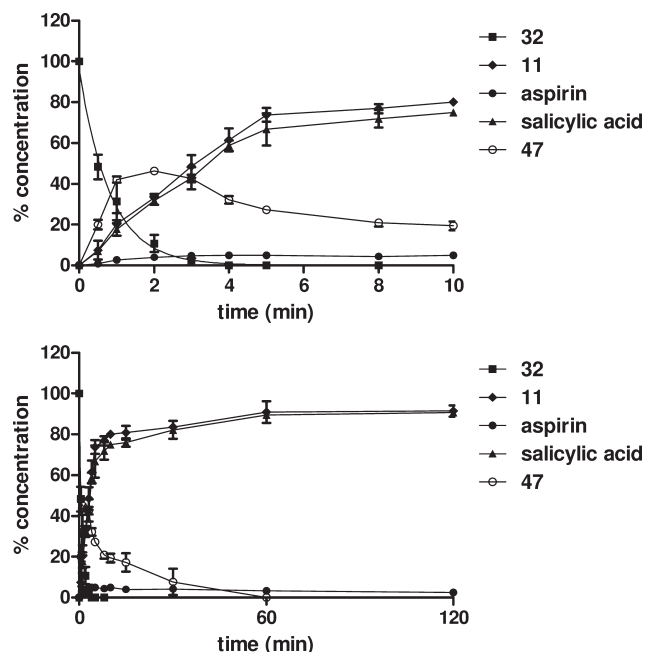 120
100
80
60
40
20
0
% concentration
0 2 4 6 8 10
time (min)
32
11
aspirin
salicylic acid
47
120
100
80
60
40
20
0
% concentration
0 60 120
time (min)
32
11
aspirin
salicylic acid
47